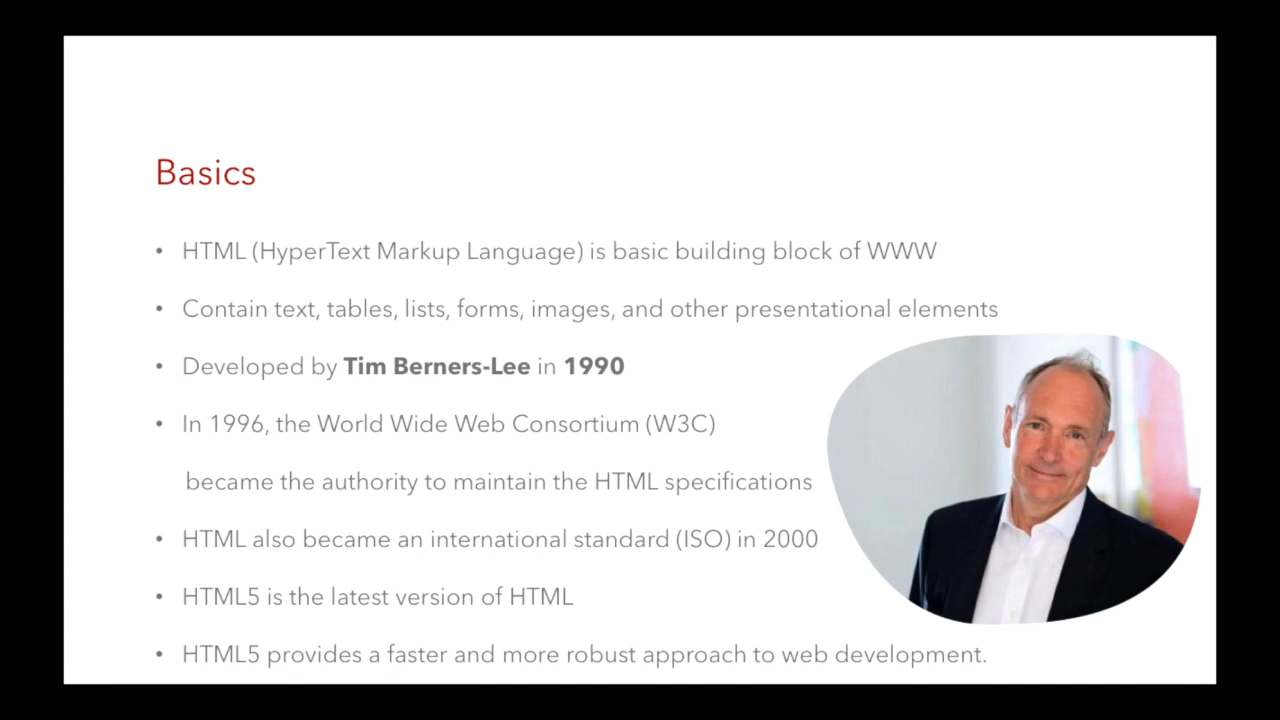 Basics
• HTML (HyperText Markup Language) is basic building block of WWW
• Contain text, tables, lists, forms, images, and other presentational elements
• Developed by Tim Berners-Lee in 1990
• In 1996, the World Wide Web Consortium (W3C)
became the authority to maintain the HTML specifications
• HTML also became an international standard (ISO) in 2000
• HTML5 is the latest version of HTML
• HTML5 provides a faster and more robust approach to web development.